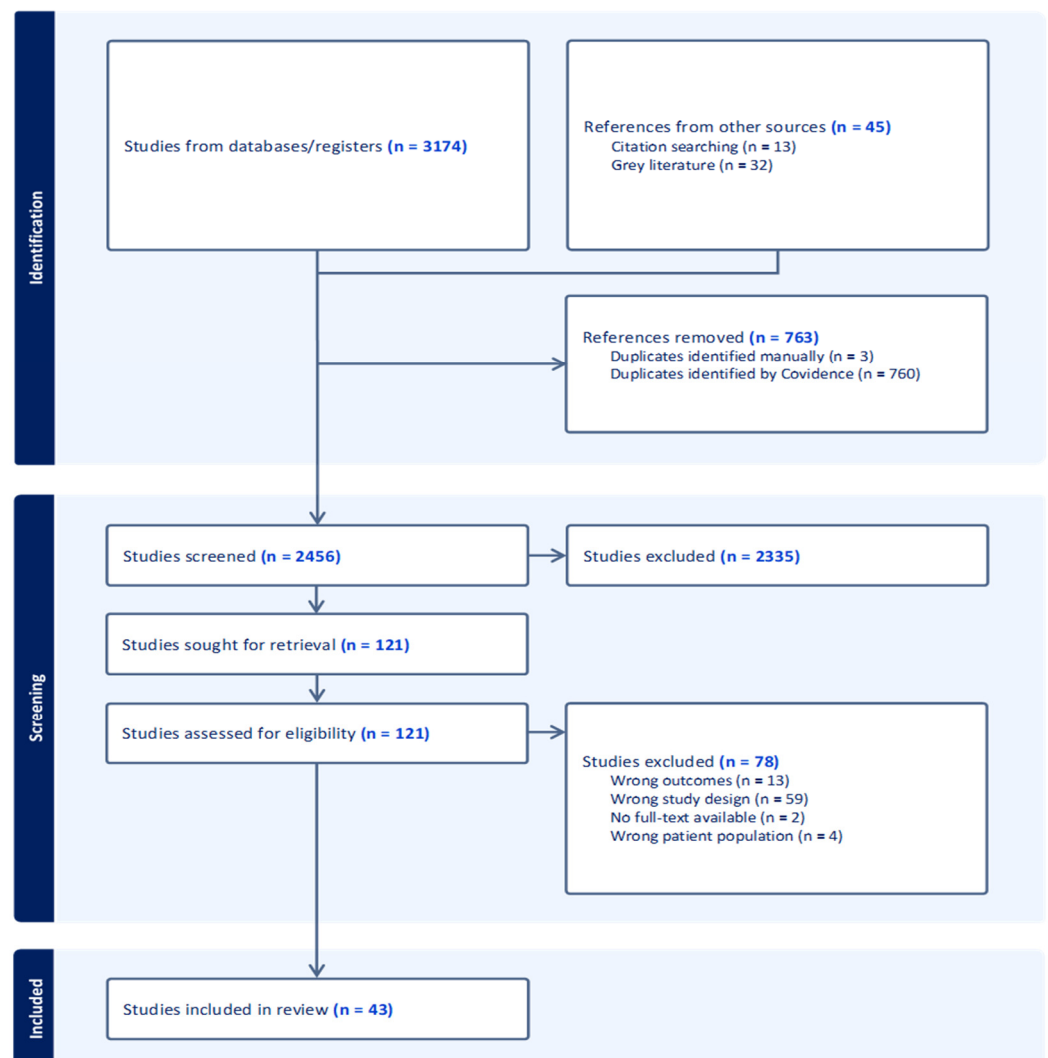 Identification
Studies from databases/registers (n = 3174)
References from other sources (n = 45)
Citation searching (n = 13)
Grey literature (n = 32)
References removed (n = 763)
Duplicates identified manually (n = 3)
Duplicates identified by Covidence (n = 760)
Screening
Studies screened (n = 2456)
Studies excluded (n = 2335)
Studies sought for retrieval (n = 121)
Studies assessed for eligibility (n = 121)
Studies excluded (n = 78)
Wrong outcomes (n = 13)
Wrong study design (n = 59)
No full-text available (n = 2)
Wrong patient population (n = 4)
Included
Studies included in review (n = 43)